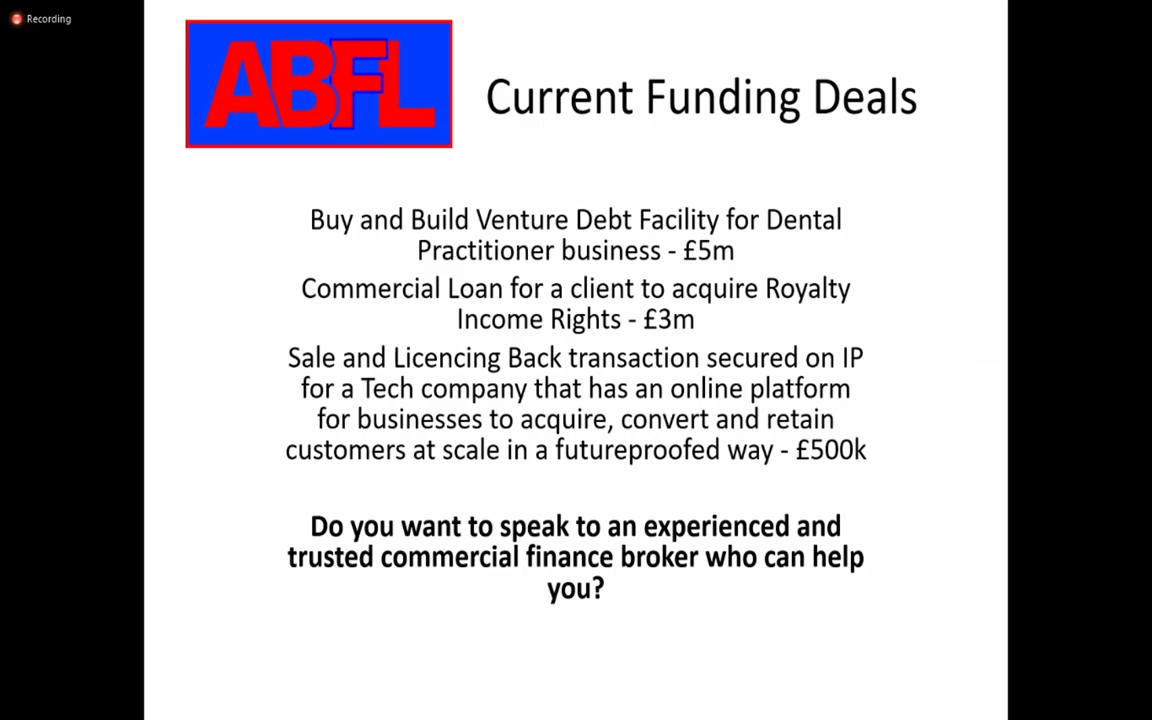 Recording
ABFL
Current Funding Deals
Buy and Build Venture Debt Facility for Dental
Practitioner business - £5m
Commercial Loan for a client to acquire Royalty
Income Rights - £3m
Sale and Licencing Back transaction secured on IP
for a Tech company that has an online platform
for businesses to acquire, convert and retain
customers at scale in a futureproofed way - £500k
Do you want to speak to an experienced and
trusted commercial finance broker who can help
you?